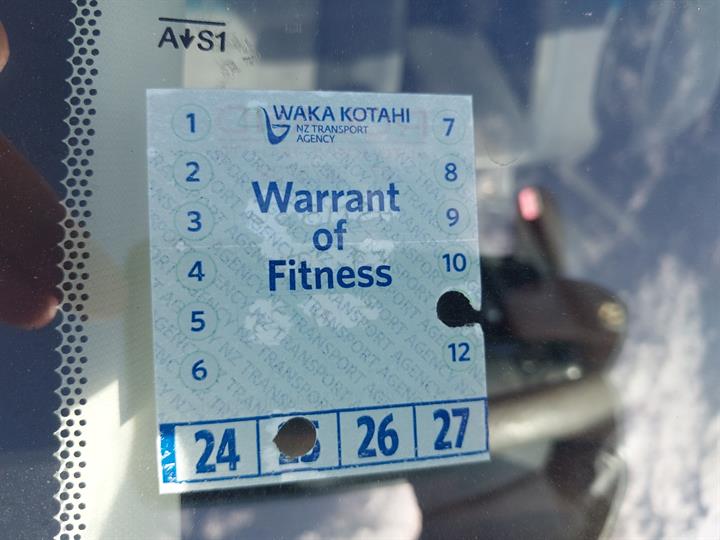 A↓S1
WAKA KOTAHI
NZ TRANSPORT
AGENCY
Warrant
of
Fitness
1
2
3
4
5
6
7
8
9
10
12
24
26
27